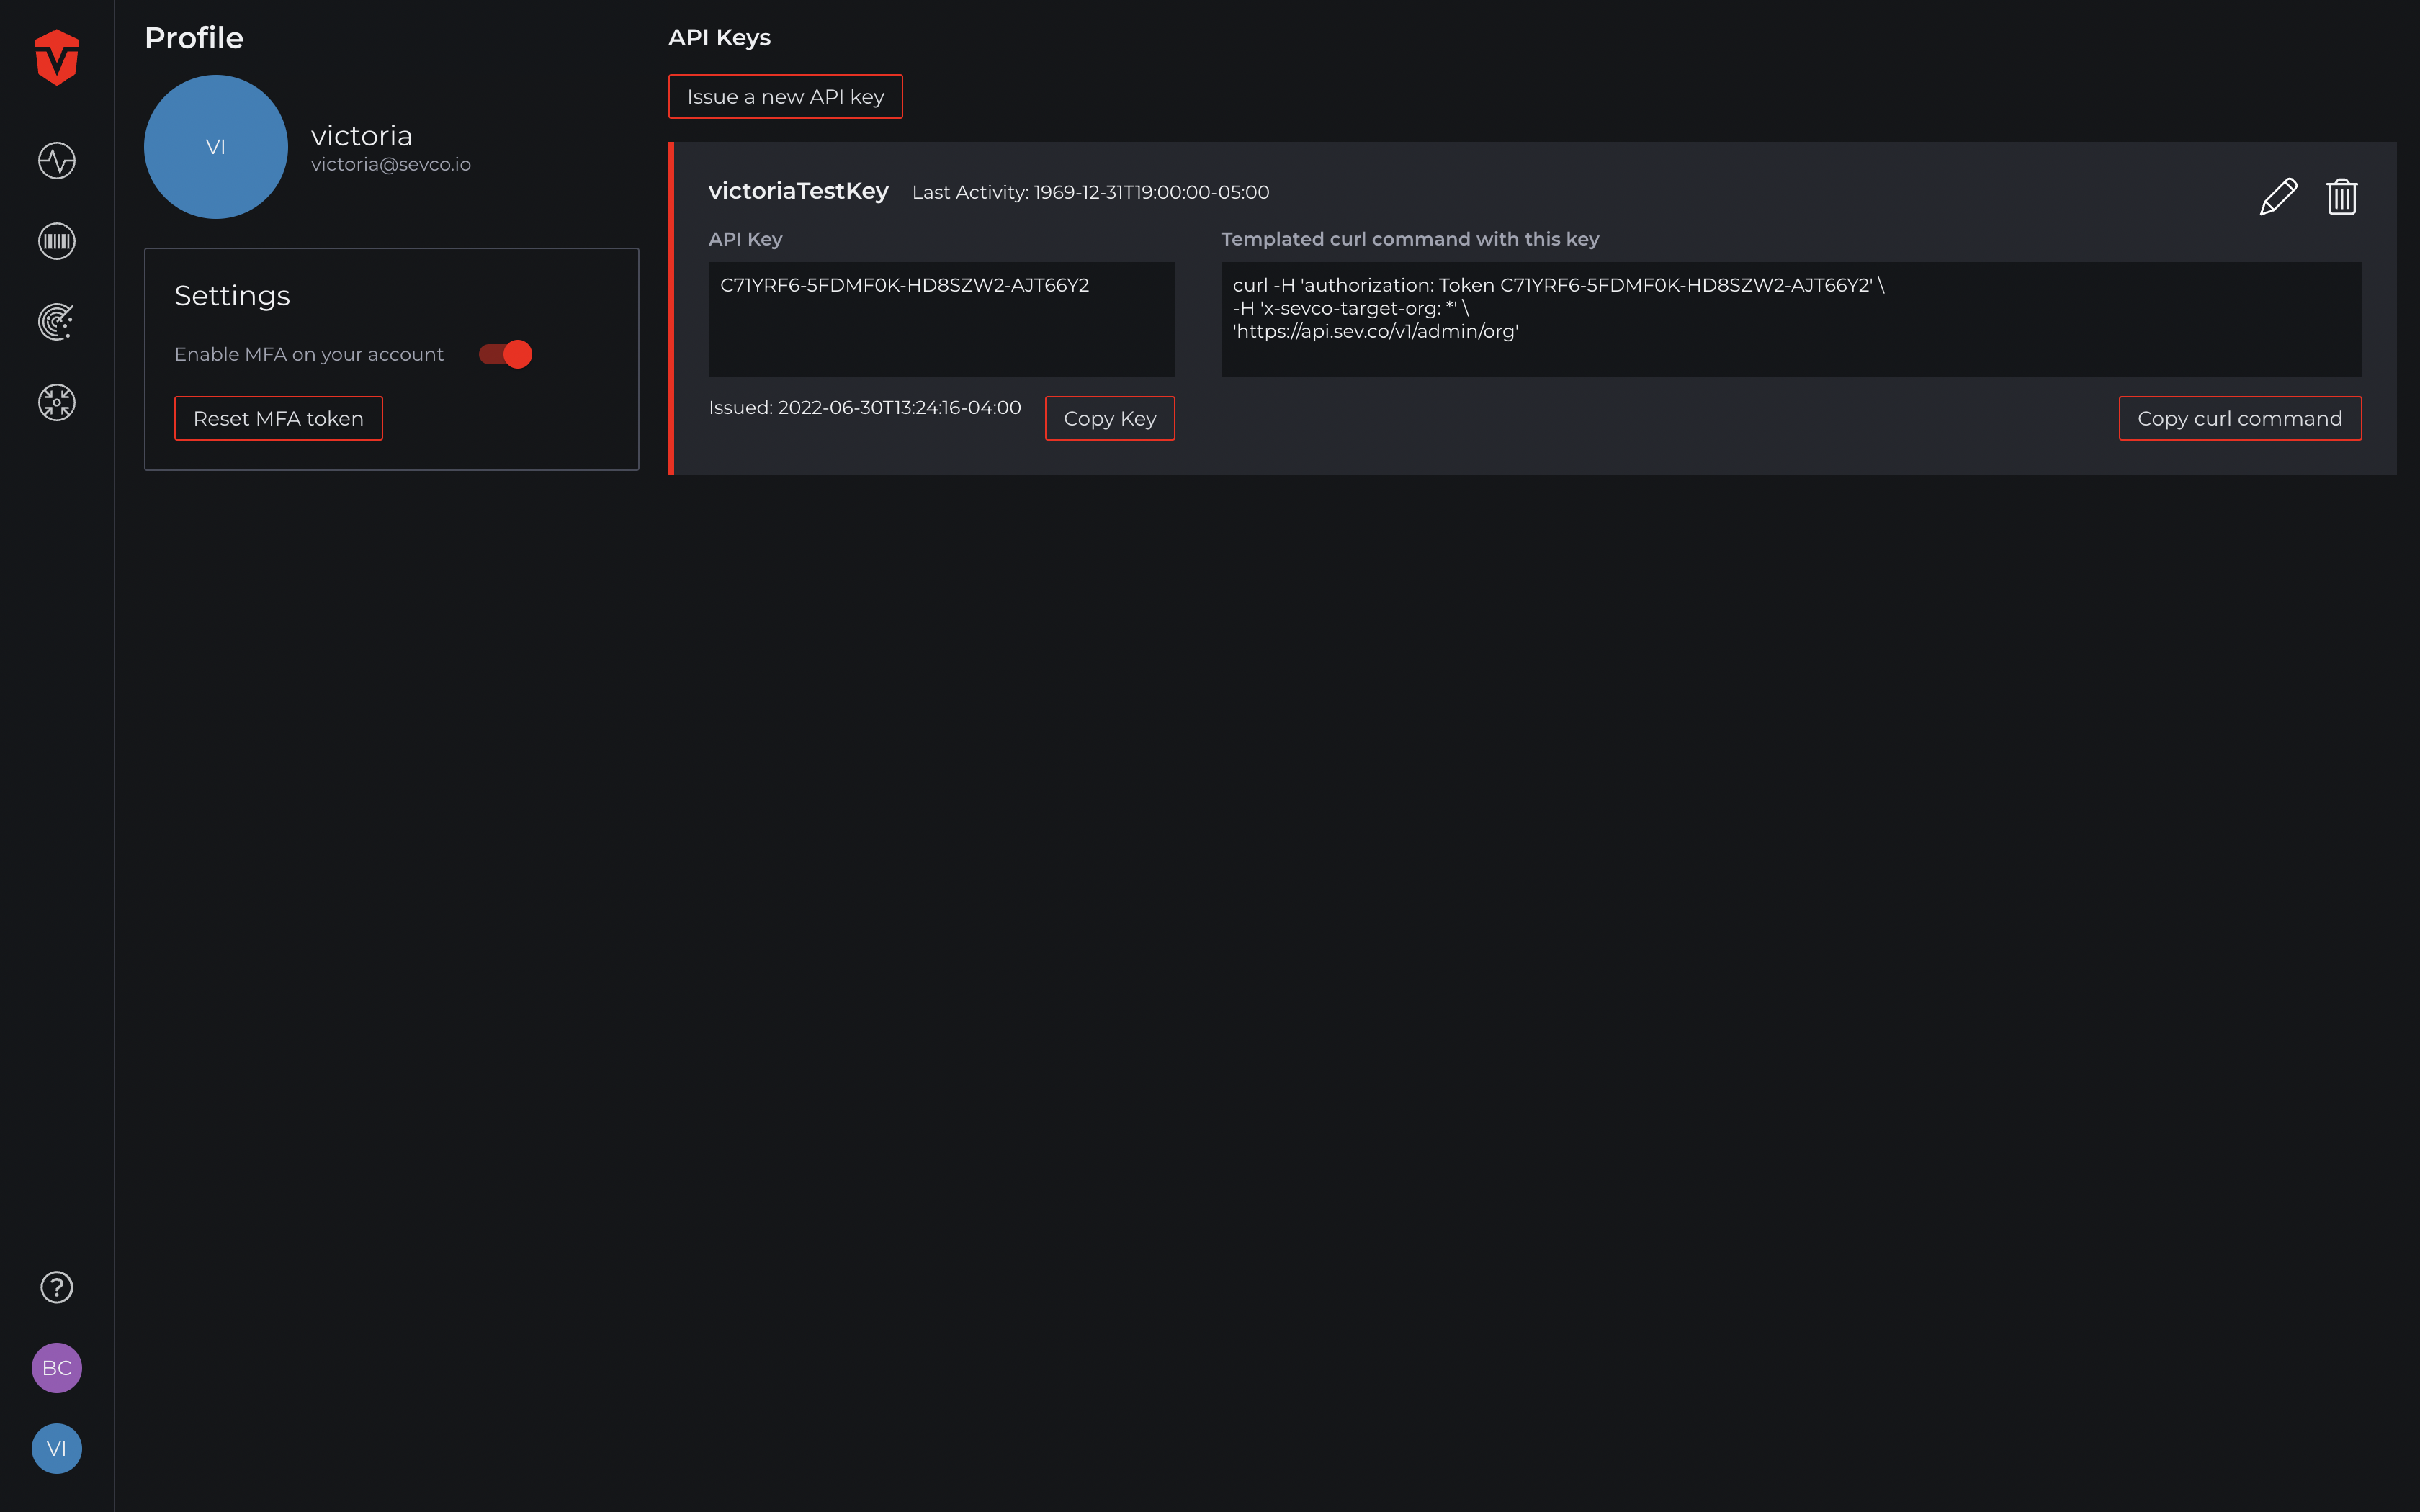 Profile
VI
victoria
victoria@sevco.io
Settings
Enable MFA on your account
Reset MFA token
API Keys
Issue a new API key
victoriaTestKey Last Activity: 1969-12-31T19:00:00-05:00
API Key
C71YRF6-5FDMF0K-HD8SZW2-AJT66Y2
Issued: 2022-06-30T13:24:16-04:00
Copy Key
Templated curl command with this key
curl -H 'authorization: Token C71YRF6-5FDMF0K-HD8SZW2-AJT66Y2' \
-H 'x-sevco-target-org: *' \
'https://api.sev.co/v1/admin/org'
Copy curl command
?
BC
VI